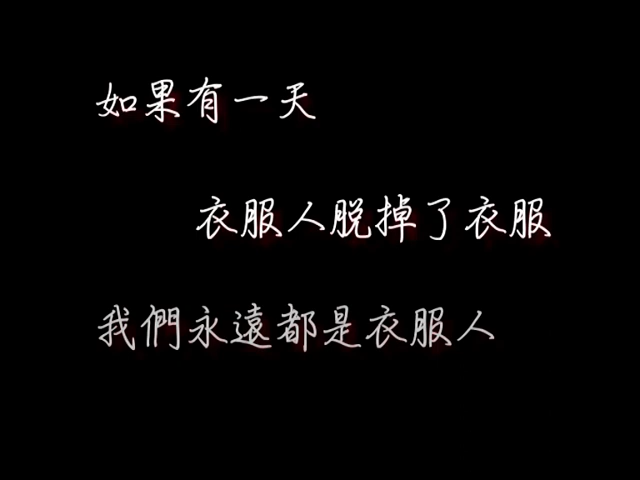 如果有一天
衣服人脱掉了衣服
我們永遠都是衣服人